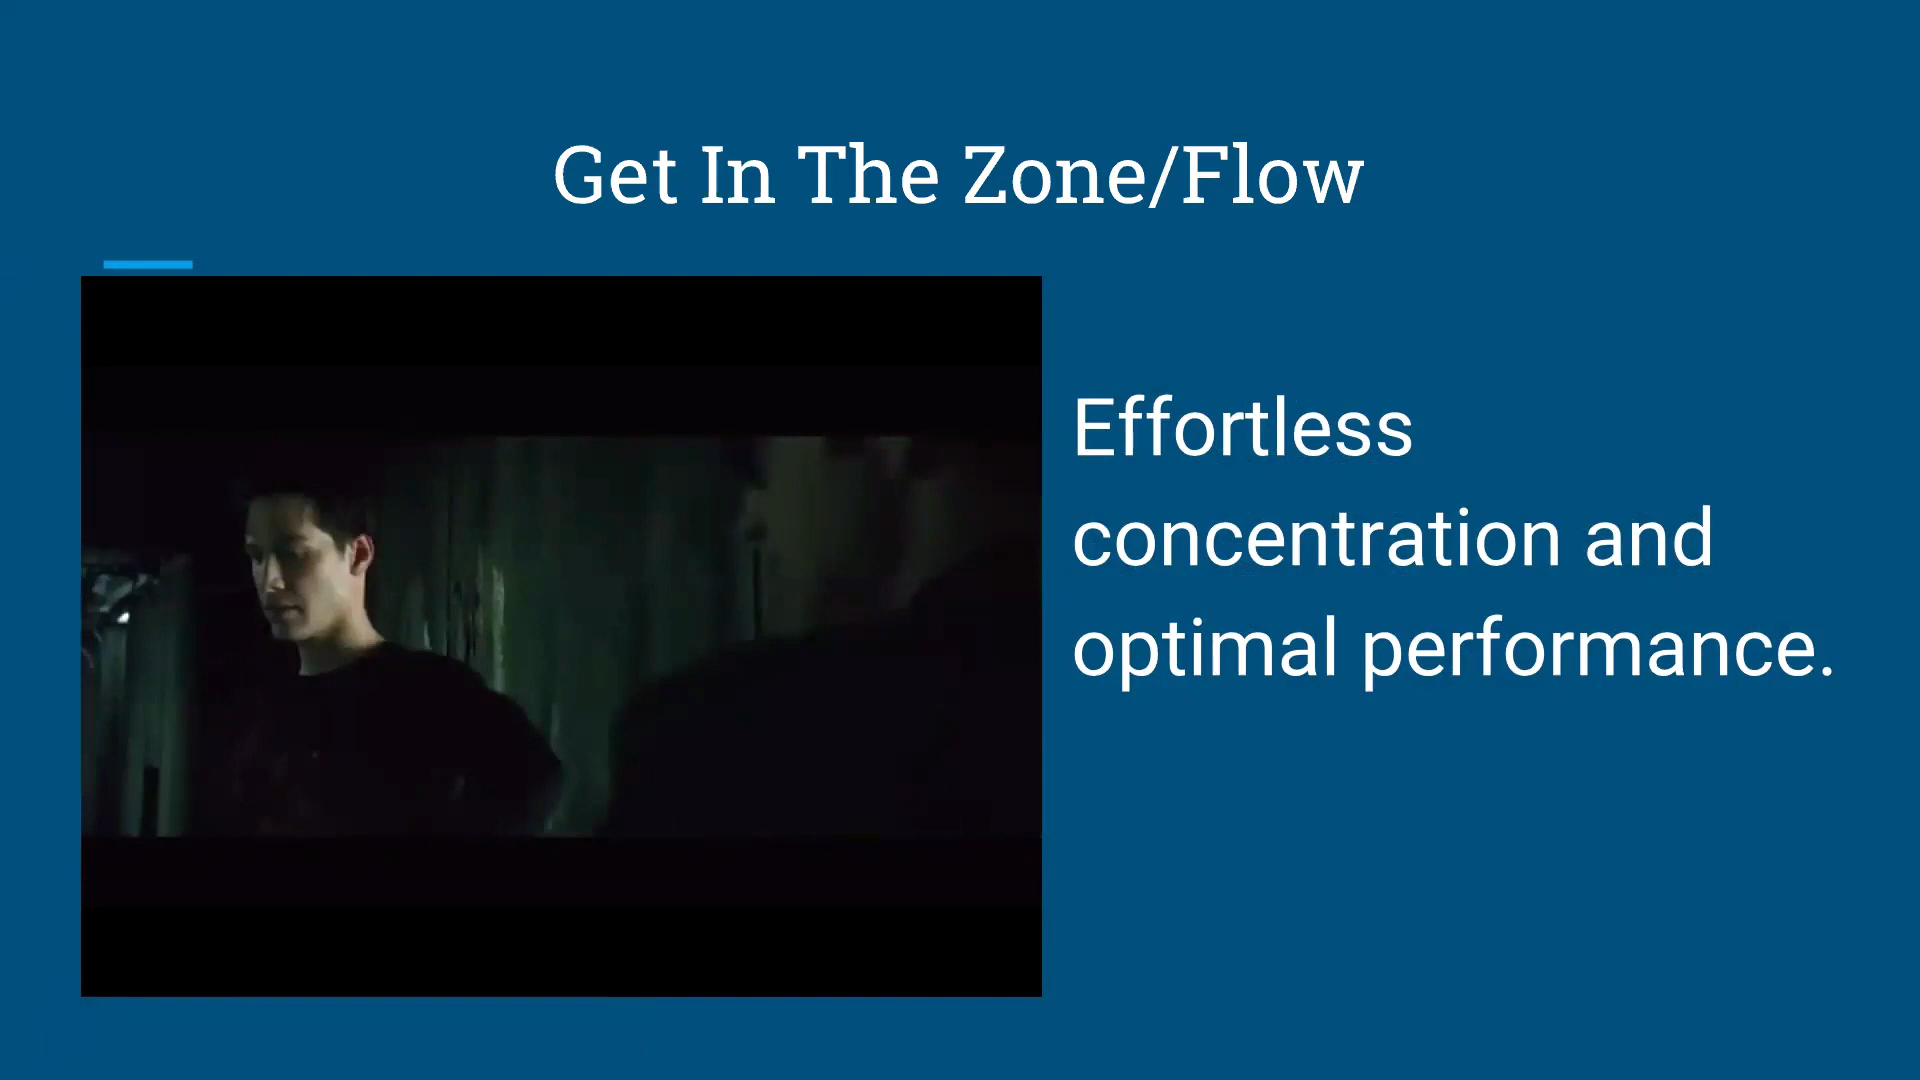 Get In The Zone/Flow
Effortless
concentration and
optimal performance.